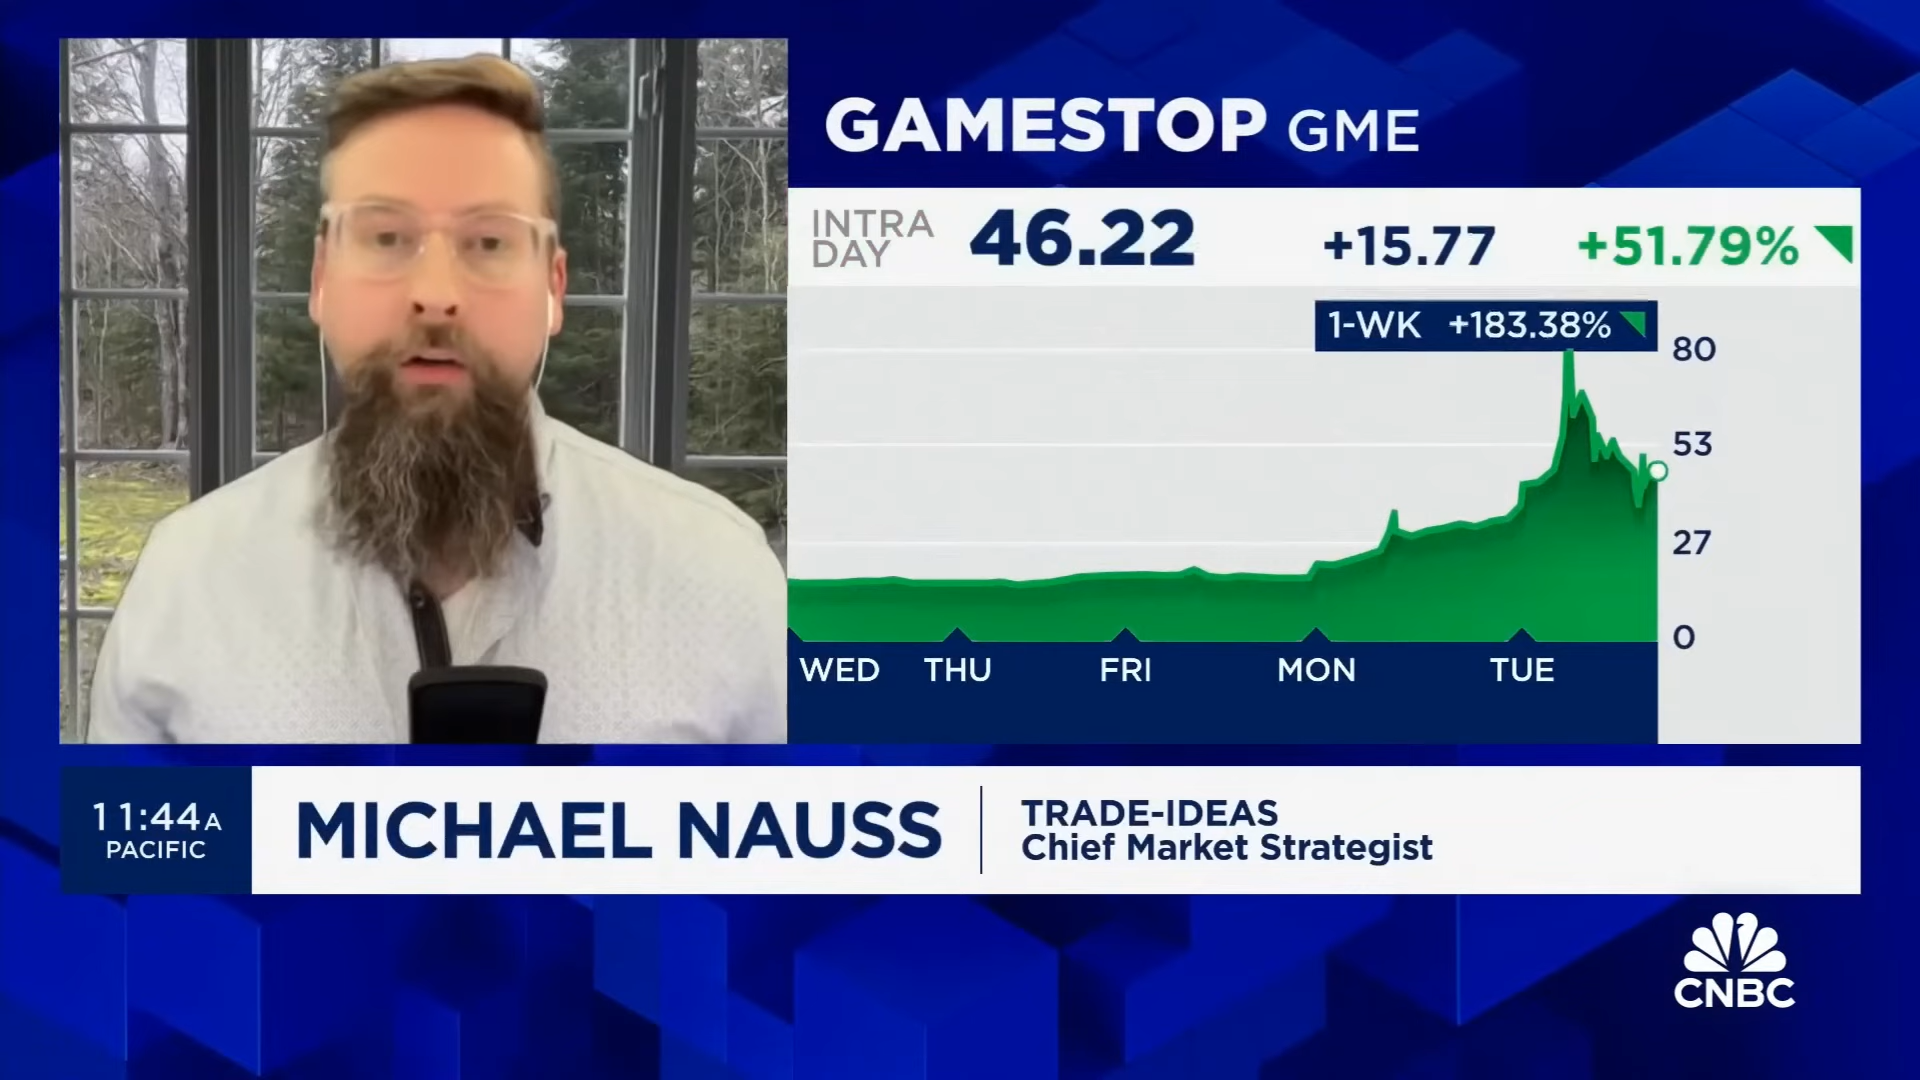 GAMESTOP GME
INTRA
DAY
46.22 +15.77 +51.79%
1-WK +183.38%
80
53
27
0
WED THU FRI MON TUE
11:44A
PACIFIC
MICHAEL NAUSS
TRADE-IDEAS
Chief Market Strategist
CNBC